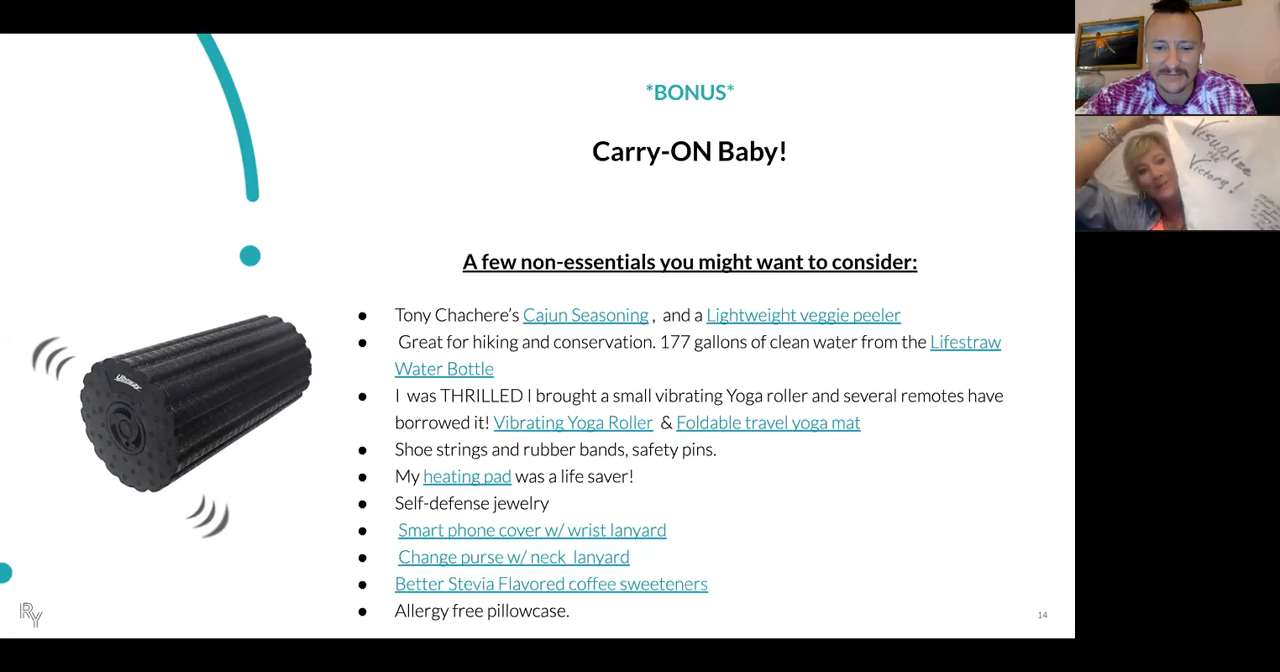 *BONUS*
Carry-ON Baby!
A few non-essentials you might want to consider:
● Tony Chachere's Cajun Seasoning , and a Lightweight veggie peeler
● Great for hiking and conservation. 177 gallons of clean water from the Lifestraw
Water Bottle
● I was THRILLED I brought a small vibrating Yoga roller and several remotes have
borrowed it! Vibrating Yoga Roller & Foldable travel yoga mat
● Shoe strings and rubber bands, safety pins.
● My heating pad was a life saver!
● Self-defense jewelry
● Smart phone cover w/ wrist lanyard
● Change purse w/ neck lanyard
● Better Stevia Flavored coffee sweeteners
● Allergy free pillowcase.
RY
14
Visualize
the
Victory!